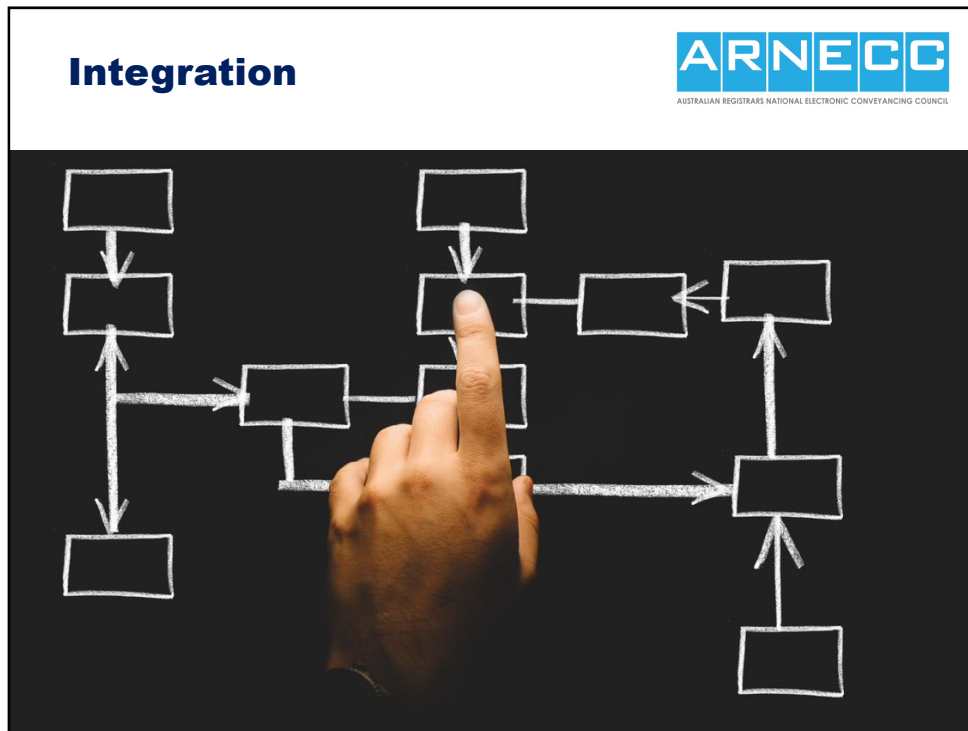 Integration
ARNECC
AUSTRALIAN REGISTRARS NATIONAL ELECTRONIC CONVEYANCING COUNCIL